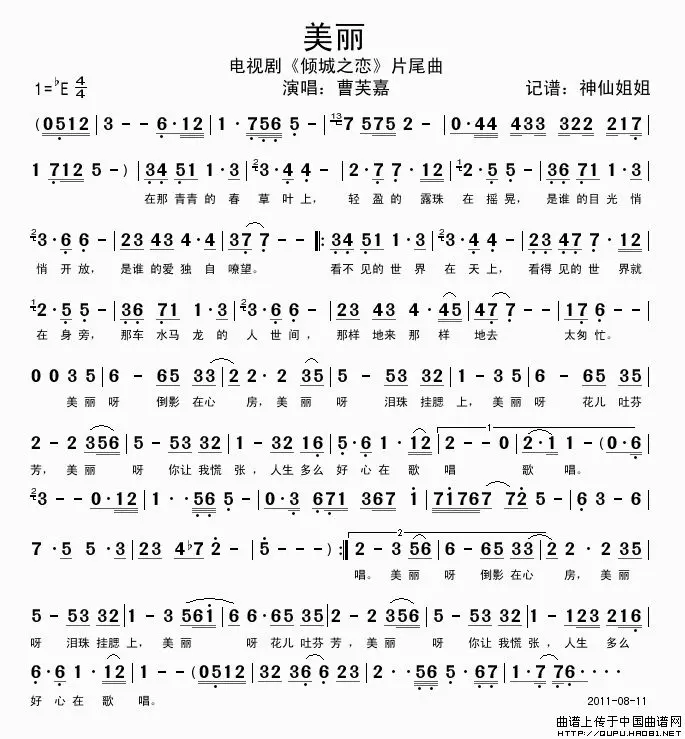 美丽
电视剧《倾城之恋》片尾曲
1=♭E 4/4 演唱：曹芙嘉 记谱：神仙姐姐
(0512|3 - - 6·12|1·756 5 -|13 7 575 2 -|0·44 433 322 217|
1 712 5 -)|34 51 1·3|2 3·4 4 -|2·7 7·12|12 2·5 5 -|36 71 1·3|
在那 青青的 春 草 叶上， 轻 盈的 露珠 在 摇晃， 是谁 的目 光 悄
2 3·6 6 -|23 43 4·4|37 7 - -|:34 51 1·3|2 3·4 4 -|23 47 7·12|
悄 开放， 是谁的爱 独 自 嘹望。 看不 见的 世 界 在 天上， 看得 见的 世 界就
12 2·5 5 -|36 71 1·3|2 3·6 6 -|23 43 4·45|47 7 - -|176 - -|
在 身旁， 那车 水马 龙 的 人 世间， 那样 地来 那 样 地去 太匆 忙。
0 0 3 5|6 - 65 33|2 2·2 35|5 - 53 32|1 - 3 5|6 - 65 35|
美 丽 呀 倒影 在心 房，美 丽 呀 泪珠 挂腮 上，美 丽 呀 花儿 吐芬
2 - 2 356|5 - 53 32|1 - 32 16|5·6 1·12|2 - - 2|2·1 1 -(0·6|
芳，美 丽 呀 你让 我慌 张，人生 多么 好 心 在 歌 唱 歌 唱。
2 3 - - 0·12|1 - ·56 5 -|0·3 671 367 1|71767 77 72 5 -|
7·5 5·3|23 4♭7 2 -|5 - - -):|2 - 3 56|6 - 65 33|2 2·2 35|
唱。美 丽 呀 倒影 在心 房，美 丽
5 - 53 32|1 - 3 561|6 - 65 35|2 - 2 356|5 - 53 32|1 - 123 216|
呀 泪珠 挂腮 上，美 丽 呀 花儿 吐芬 芳，美 丽 呀 你让 我慌 张，人生 多么
6·6 1·12|1 - -(0512|32 34 33 12|2·56 5·67|1·7 76····
好 心 在 歌 唱。
2011-08-11
曲谱上传于中国曲谱网
HTTP://QUPU.HAO81.NET